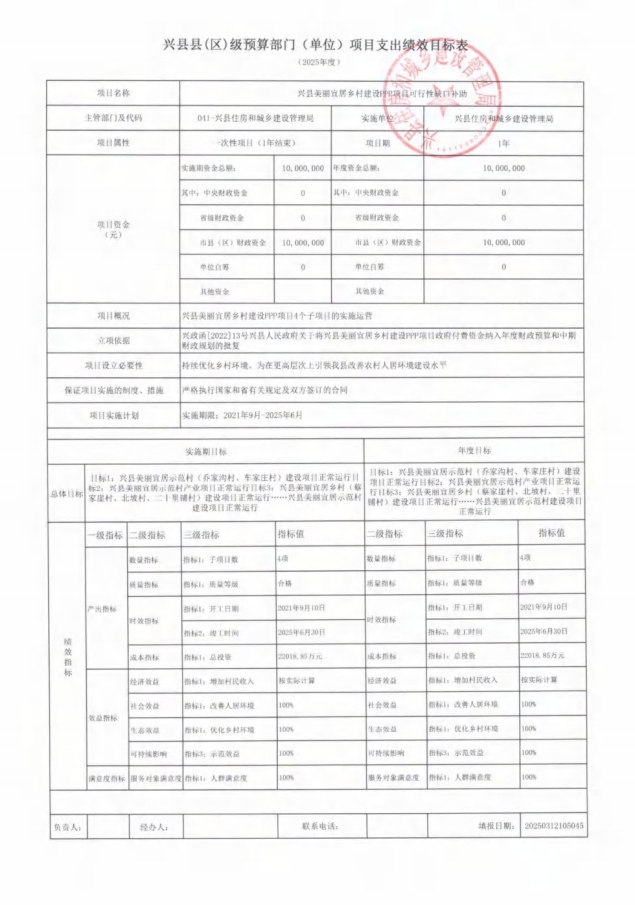 兴县县(区)级预算部门（单位）项目支出绩效目标表
（2025年度）
项目名称 兴县美丽宜居乡村建设PPP项目可行性缺口补助
主管部门及代码 041-兴县住房和城乡建设管理局 实施单位 兴县住房和城乡建设管理局
项目属性 一次性项目（1年结束） 项目期 1年
项目资金（元） 实施期资金总额： 10,000,000 年度资金总额： 10,000,000
其中：中央财政资金 0 其中：中央财政资金 0
省级财政资金 0 省级财政资金 0
市县（区）财政资金 10,000,000 市县（区）财政资金 10,000,000
单位自筹 0 单位自筹 0
其他资金 其他资金
项目概况 兴县美丽宜居乡村建设PPP项目4个子项目的实施运营
立项依据 兴政函[2022]13号兴县人民政府关于将兴县美丽宜居乡村建设PPP项目政府付费资金纳入年度财政预算和中期
财政规划的批复
项目设立必要性 持续优化乡村环境，为在更高层次上引领我县改善农村人居环境建设水平
保证项目实施的制度、措施 严格执行国家和省有关规定及双方签订的合同
项目实施计划 实施期限：2021年9月-2025年6月
实施期目标 年度目标
总体目标
目标1：兴县美丽宜居示范村（乔家沟村、车家庄村）建设项目正常运行目
标2：兴县美丽宜居示范村产业项目正常运行目标3：兴县美丽宜居乡村（蔡
家崖村、北坡村、二十里铺村）建设项目正常运行……兴县美丽宜居示范村
建设项目正常运行
目标1：兴县美丽宜居示范村（乔家沟村、车家庄村）建设
项目正常运行目标2：兴县美丽宜居示范村产业项目正常运
行目标3：兴县美丽宜居乡村（蔡家崖村、北坡村、二十里
铺村）建设项目正常运行……兴县美丽宜居示范村建设项目
正常运行
绩效指标
一级指标 二级指标 三级指标 指标值 二级指标 三级指标 指标值
产出指标 数量指标 指标1：子项目数 4项 数量指标 指标1：子项目数 4项
质量指标 指标1：质量等级 合格 质量指标 指标1：质量等级 合格
时效指标 指标1：开工日期 2021年9月10日 时效指标 指标1：开工日期 2021年9月10日
指标2：竣工时间 2025年6月30日 指标2：竣工时间 2025年6月30日
成本指标 指标1：总投资 22018.85万元 成本指标 指标1：总投资 22018.85万元
效益指标 经济效益 指标1：增加村民收入 按实际计算 经济效益 指标1：增加村民收入 按实际计算
社会效益 指标1：改善人居环境 100% 社会效益 指标1：改善人居环境 100%
生态效益 指标1：优化乡村环境 100% 生态效益 指标1：优化乡村环境 100%
可持续影响 指标3：示范效益 100% 可持续影响 指标3：示范效益 100%
满意度指标 服务对象满意度 指标1：人群满意度 100% 服务对象满意度 指标1：人群满意度 100%
负责人： 经办人： 联系电话： 填报日期： 20250312105045
兴县住房和城乡建设管理局